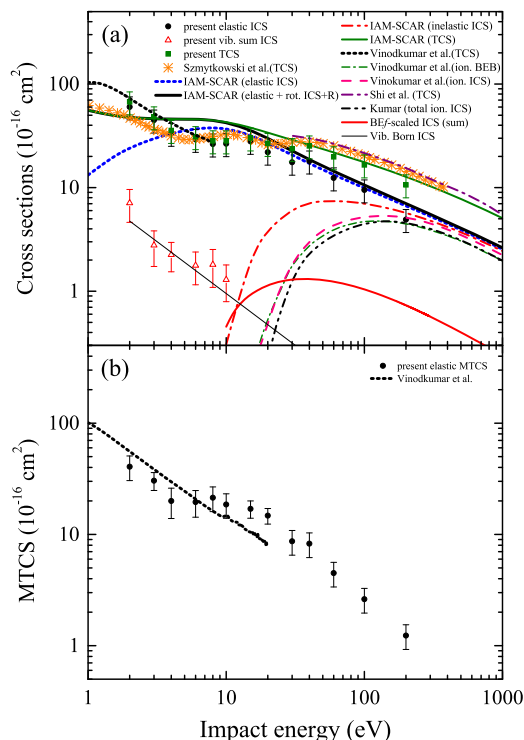 (a)
present elastic ICS
present vib. sum ICS
present TCS
Szmytkowski et al.(TCS)
IAM-SCAR (elastic ICS)
IAM-SCAR (elastic + rot. ICS+R)
IAM-SCAR (inelastic ICS)
IAM-SCAR (TCS)
Vinodkumar et al.(TCS)
Vinodkumar et al.(ion. BEB)
Vinokumar et al.(ion. ICS)
Shi et al. (TCS)
Kumar (total ion. ICS)
BEf-scaled ICS (sum)
Vib. Born ICS
Cross sections (10⁻¹⁶ cm²)
100
10
1
(b)
present elastic MTCS
Vinodkumar et al.
MTCS (10⁻¹⁶ cm²)
100
10
1
1 10 100 1000
Impact energy (eV)